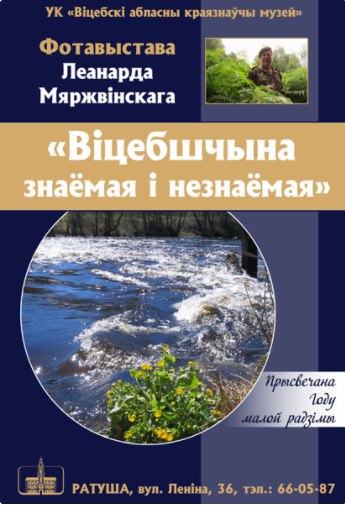 УК «Віцебскі абласны краязнаўчы музей»
Фотавыстава
Леанарда
Мяржвінскага
«Віцебшчына
знаёмая і незнаёмая»
Прысвечана
Году
малой радзімы
РАТУША, вул. Леніна, 36, тэл.: 66-05-87